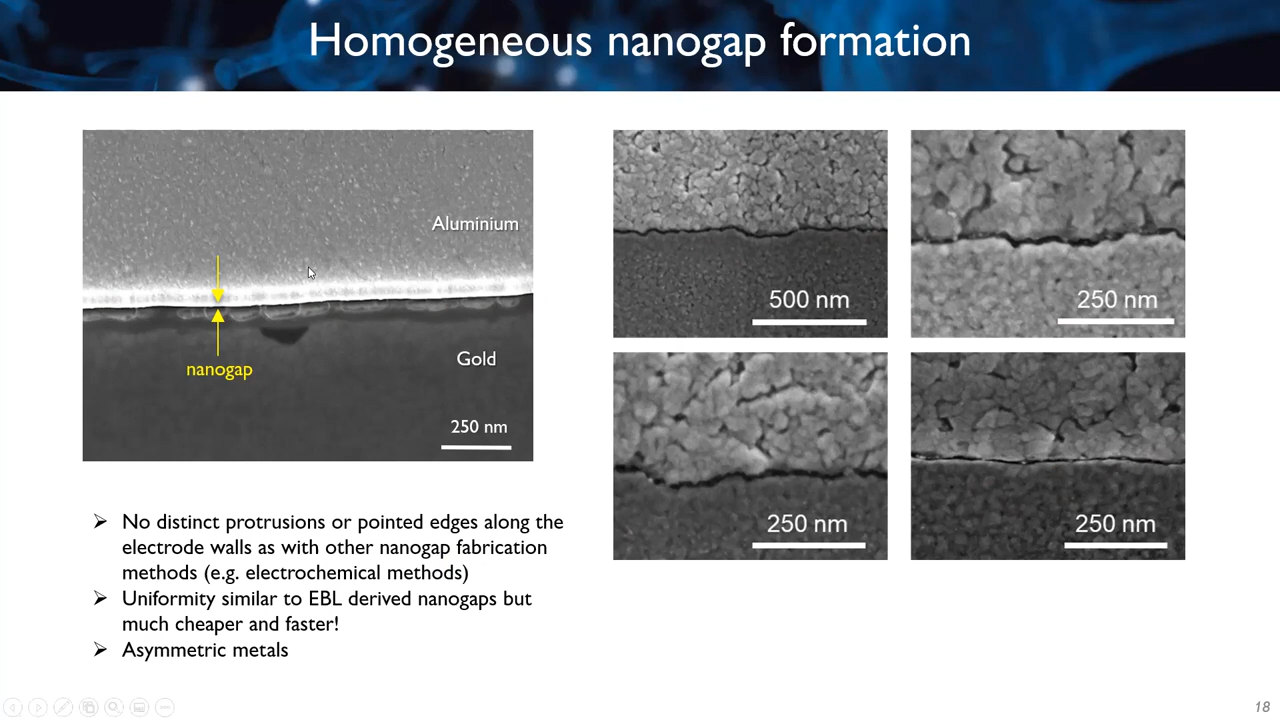 Homogeneous nanogap formation
Aluminium
nanogap
Gold
250 nm
500 nm
250 nm
250 nm
250 nm
➢ No distinct protrusions or pointed edges along the
electrode walls as with other nanogap fabrication
methods (e.g. electrochemical methods)
➢ Uniformity similar to EBL derived nanogaps but
much cheaper and faster!
➢ Asymmetric metals
18